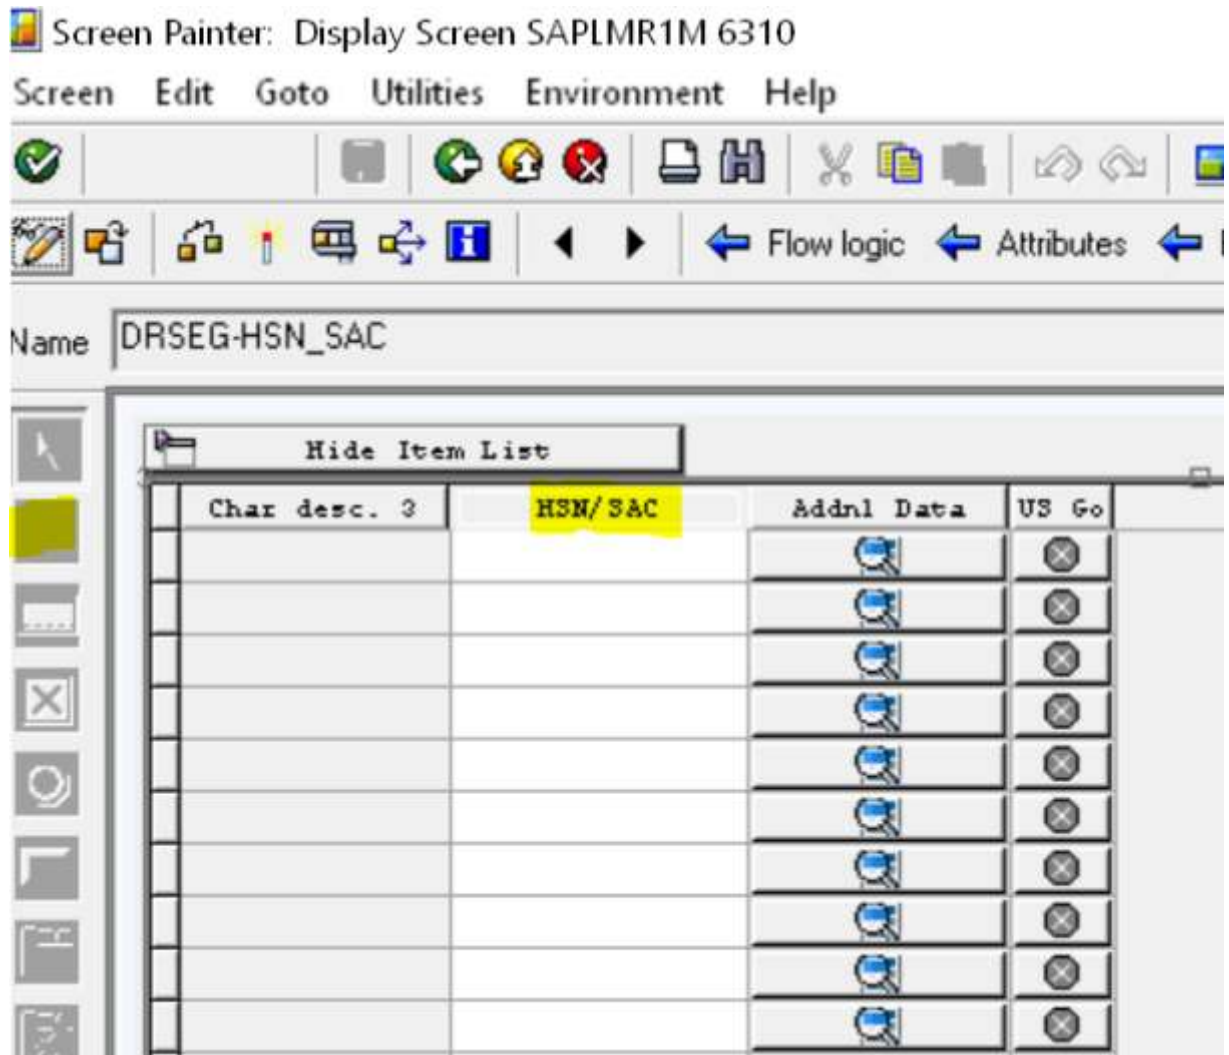 Screen Painter: Display Screen SAPLMR1M 6310
Screen Edit Goto Utilities Environment Help
Flow logic Attributes
Name DRSEG-HSN_SAC
Hide Item List
Char desc. 3 HSN/SAC Addnl Data US Go